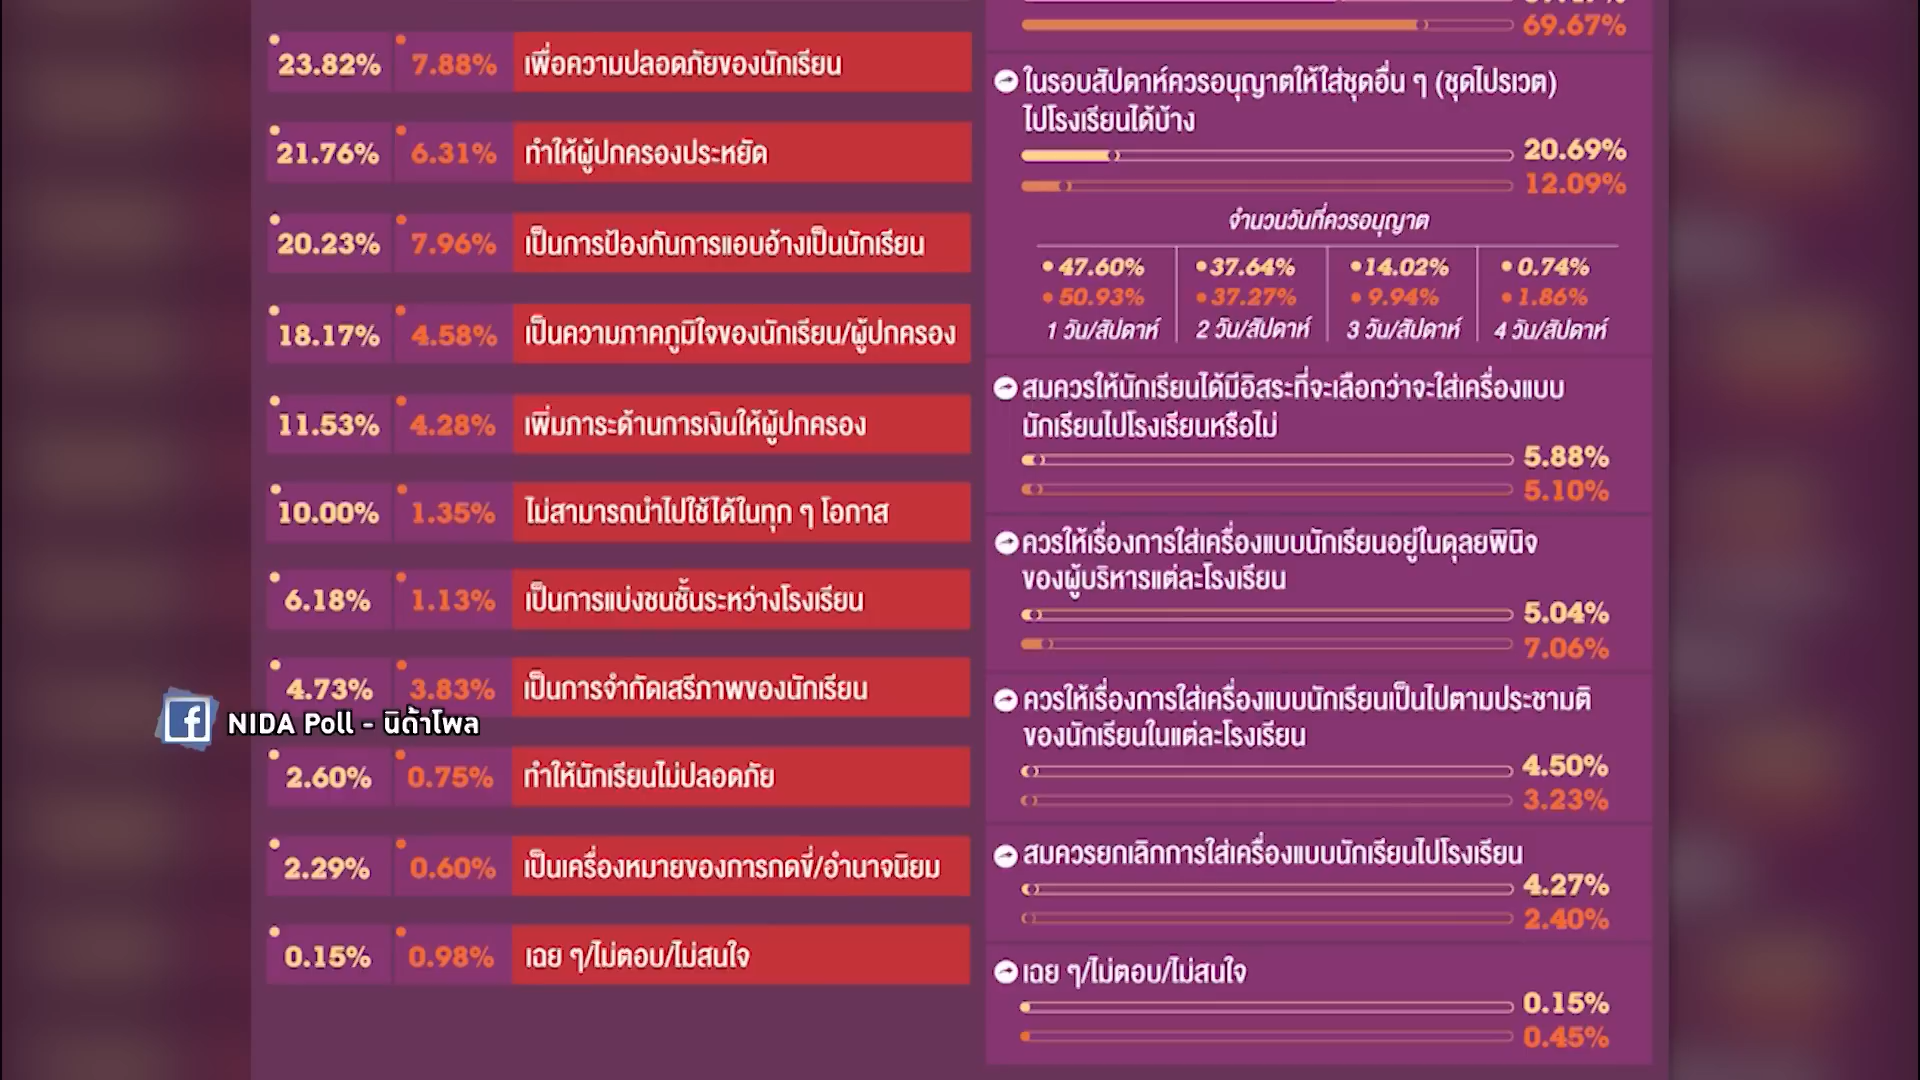 23.82% 7.88% เพื่อความปลอดภัยของนักเรียน
21.76% 6.31% ทำให้ผู้ปกครองประหยัด
20.23% 7.96% เป็นการป้องกันการแอบอ้างเป็นนักเรียน
18.17% 4.58% เป็นความภาคภูมิใจของนักเรียน/ผู้ปกครอง
11.53% 4.28% เพิ่มภาระด้านการเงินให้ผู้ปกครอง
10.00% 1.35% ไม่สามารถนำไปใช้ได้ในทุก ๆ โอกาส
6.18% 1.13% เป็นการแบ่งชนชั้นระหว่างโรงเรียน
4.73% 3.83% เป็นการจำกัดเสรีภาพของนักเรียน
NIDA Poll - นิด้าโพล
2.60% 0.75% ทำให้นักเรียนไม่ปลอดภัย
2.29% 0.60% เป็นเครื่องหมายของการกดขี่/อำนาจนิยม
0.15% 0.98% เฉย ๆ/ไม่ตอบ/ไม่สนใจ
69.67%
ในรอบสัปดาห์ควรอนุญาตให้ใส่ชุดอื่น ๆ (ชุดไปรเวต)
ไปโรงเรียนได้บ้าง
20.69%
12.09%
จำนวนวันที่ควรอนุญาต
47.60% 37.64% 14.02% 0.74%
50.93% 37.27% 9.94% 1.86%
1 วัน/สัปดาห์ 2 วัน/สัปดาห์ 3 วัน/สัปดาห์ 4 วัน/สัปดาห์
สมควรให้นักเรียนได้มีอิสระที่จะเลือกว่าจะใส่เครื่องแบบ
นักเรียนไปโรงเรียนหรือไม่
5.88%
5.10%
ควรให้เรื่องการใส่เครื่องแบบนักเรียนอยู่ในดุลยพินิจ
ของผู้บริหารแต่ละโรงเรียน
5.04%
7.06%
ควรให้เรื่องการใส่เครื่องแบบนักเรียนเป็นไปตามประชามติ
ของนักเรียนในแต่ละโรงเรียน
4.50%
3.23%
สมควรยกเลิกการใส่เครื่องแบบนักเรียนไปโรงเรียน
4.27%
2.40%
เฉย ๆ/ไม่ตอบ/ไม่สนใจ
0.15%
0.45%